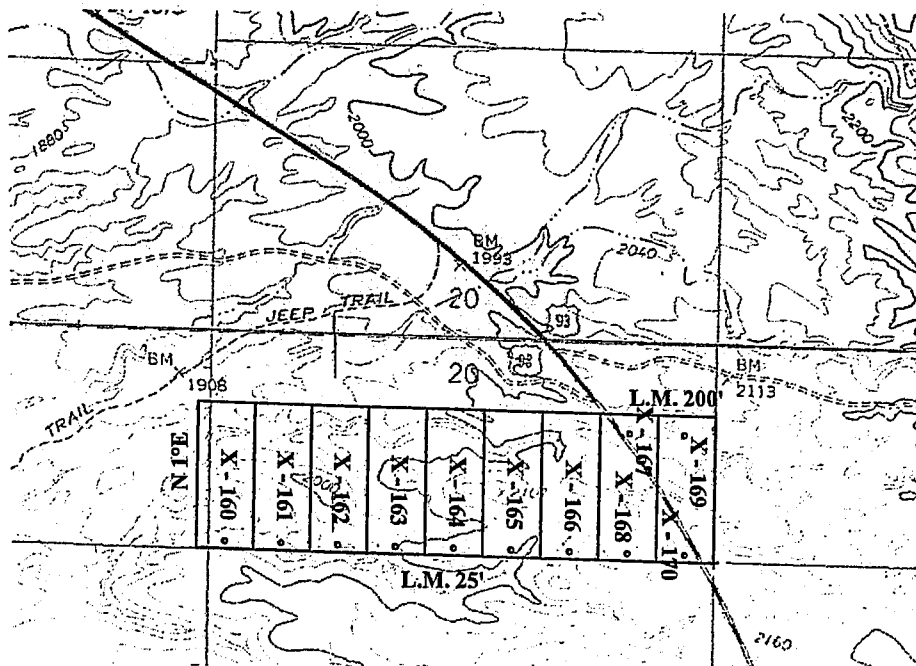 1880
2000
2200
BM
1993
2040
20
JEEP TRAIL
93
93
20
BM
1908
BM
2113
TRAIL
L.M. 200'
N 1° E
X - 160
X - 161
X - 162
X - 163
X - 164
X - 165
X - 166
X - 167
X - 168
X - 169
X - 170
L.M. 25'
2160